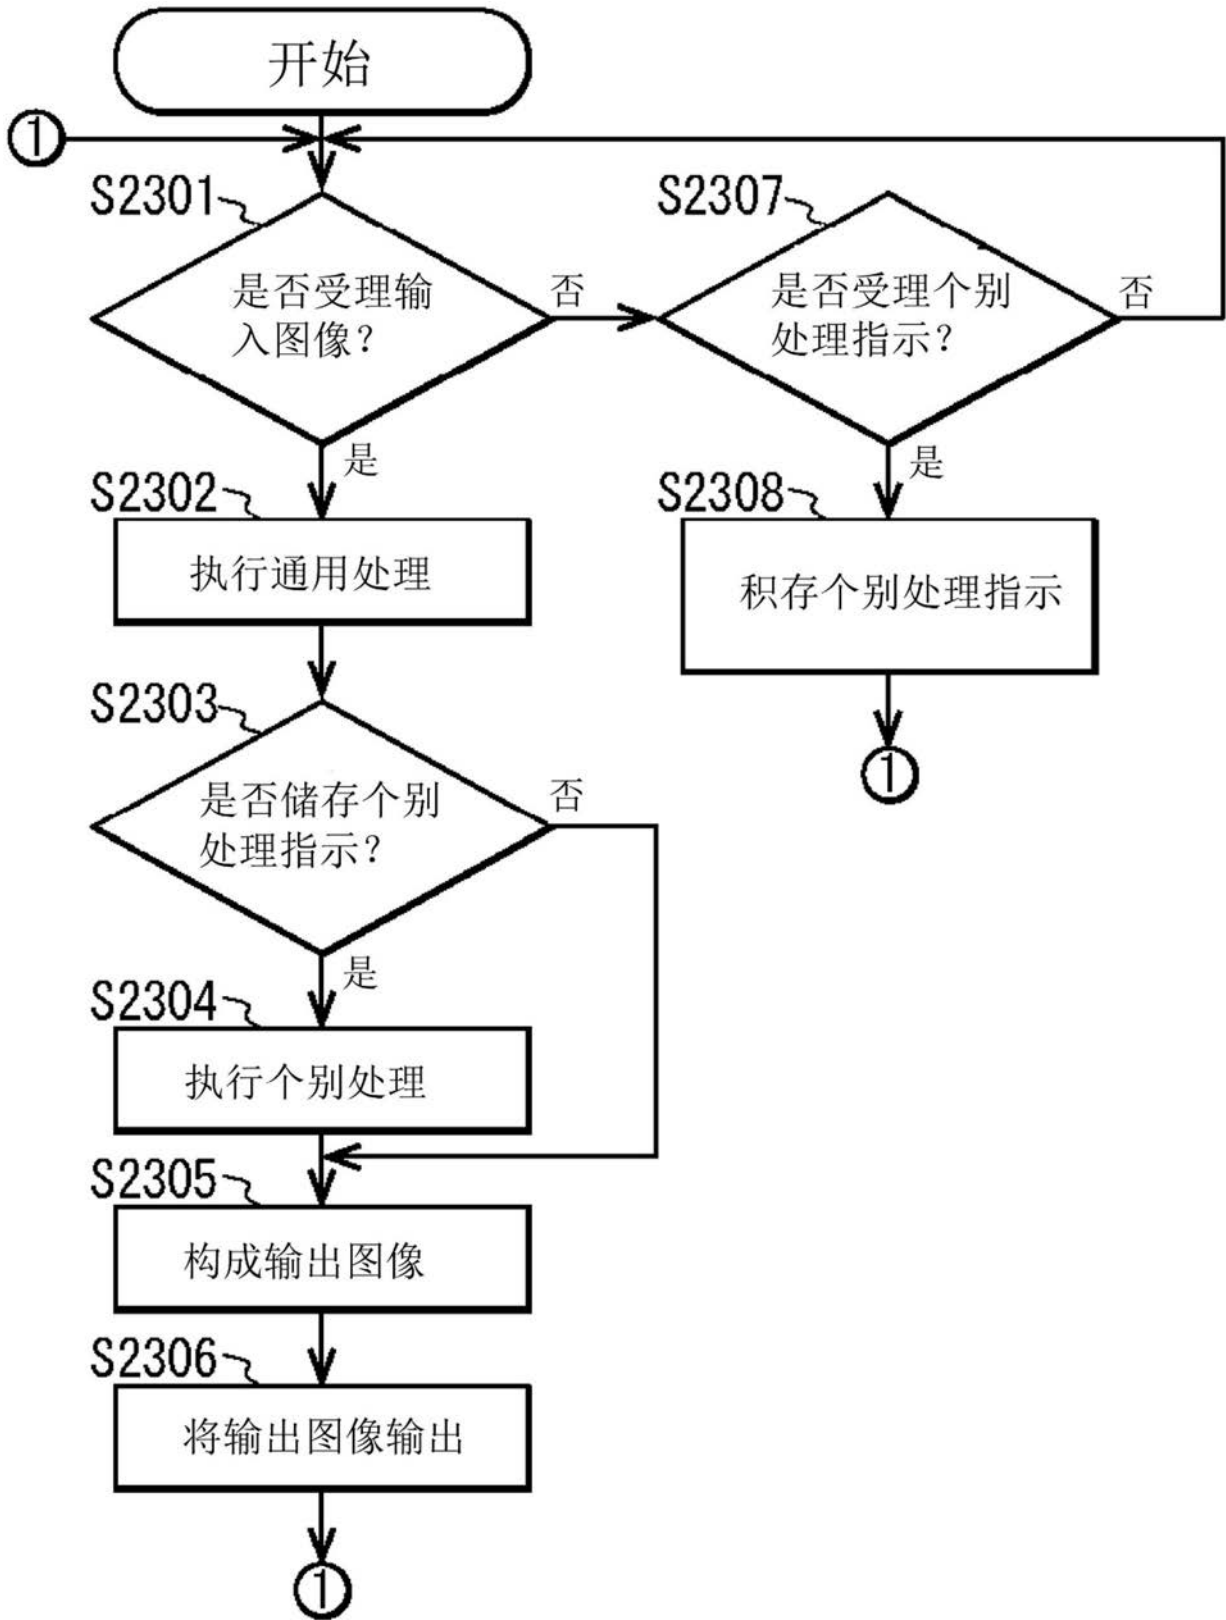 开始
①
S2301
是否受理输
入图像?
否
是
S2307
是否受理个别
处理指示?
否
是
S2302
执行通用处理
S2308
积存个别处理指示
①
S2303
是否储存个别
处理指示?
否
是
S2304
执行个别处理
S2305
构成输出图像
S2306
将输出图像输出
①